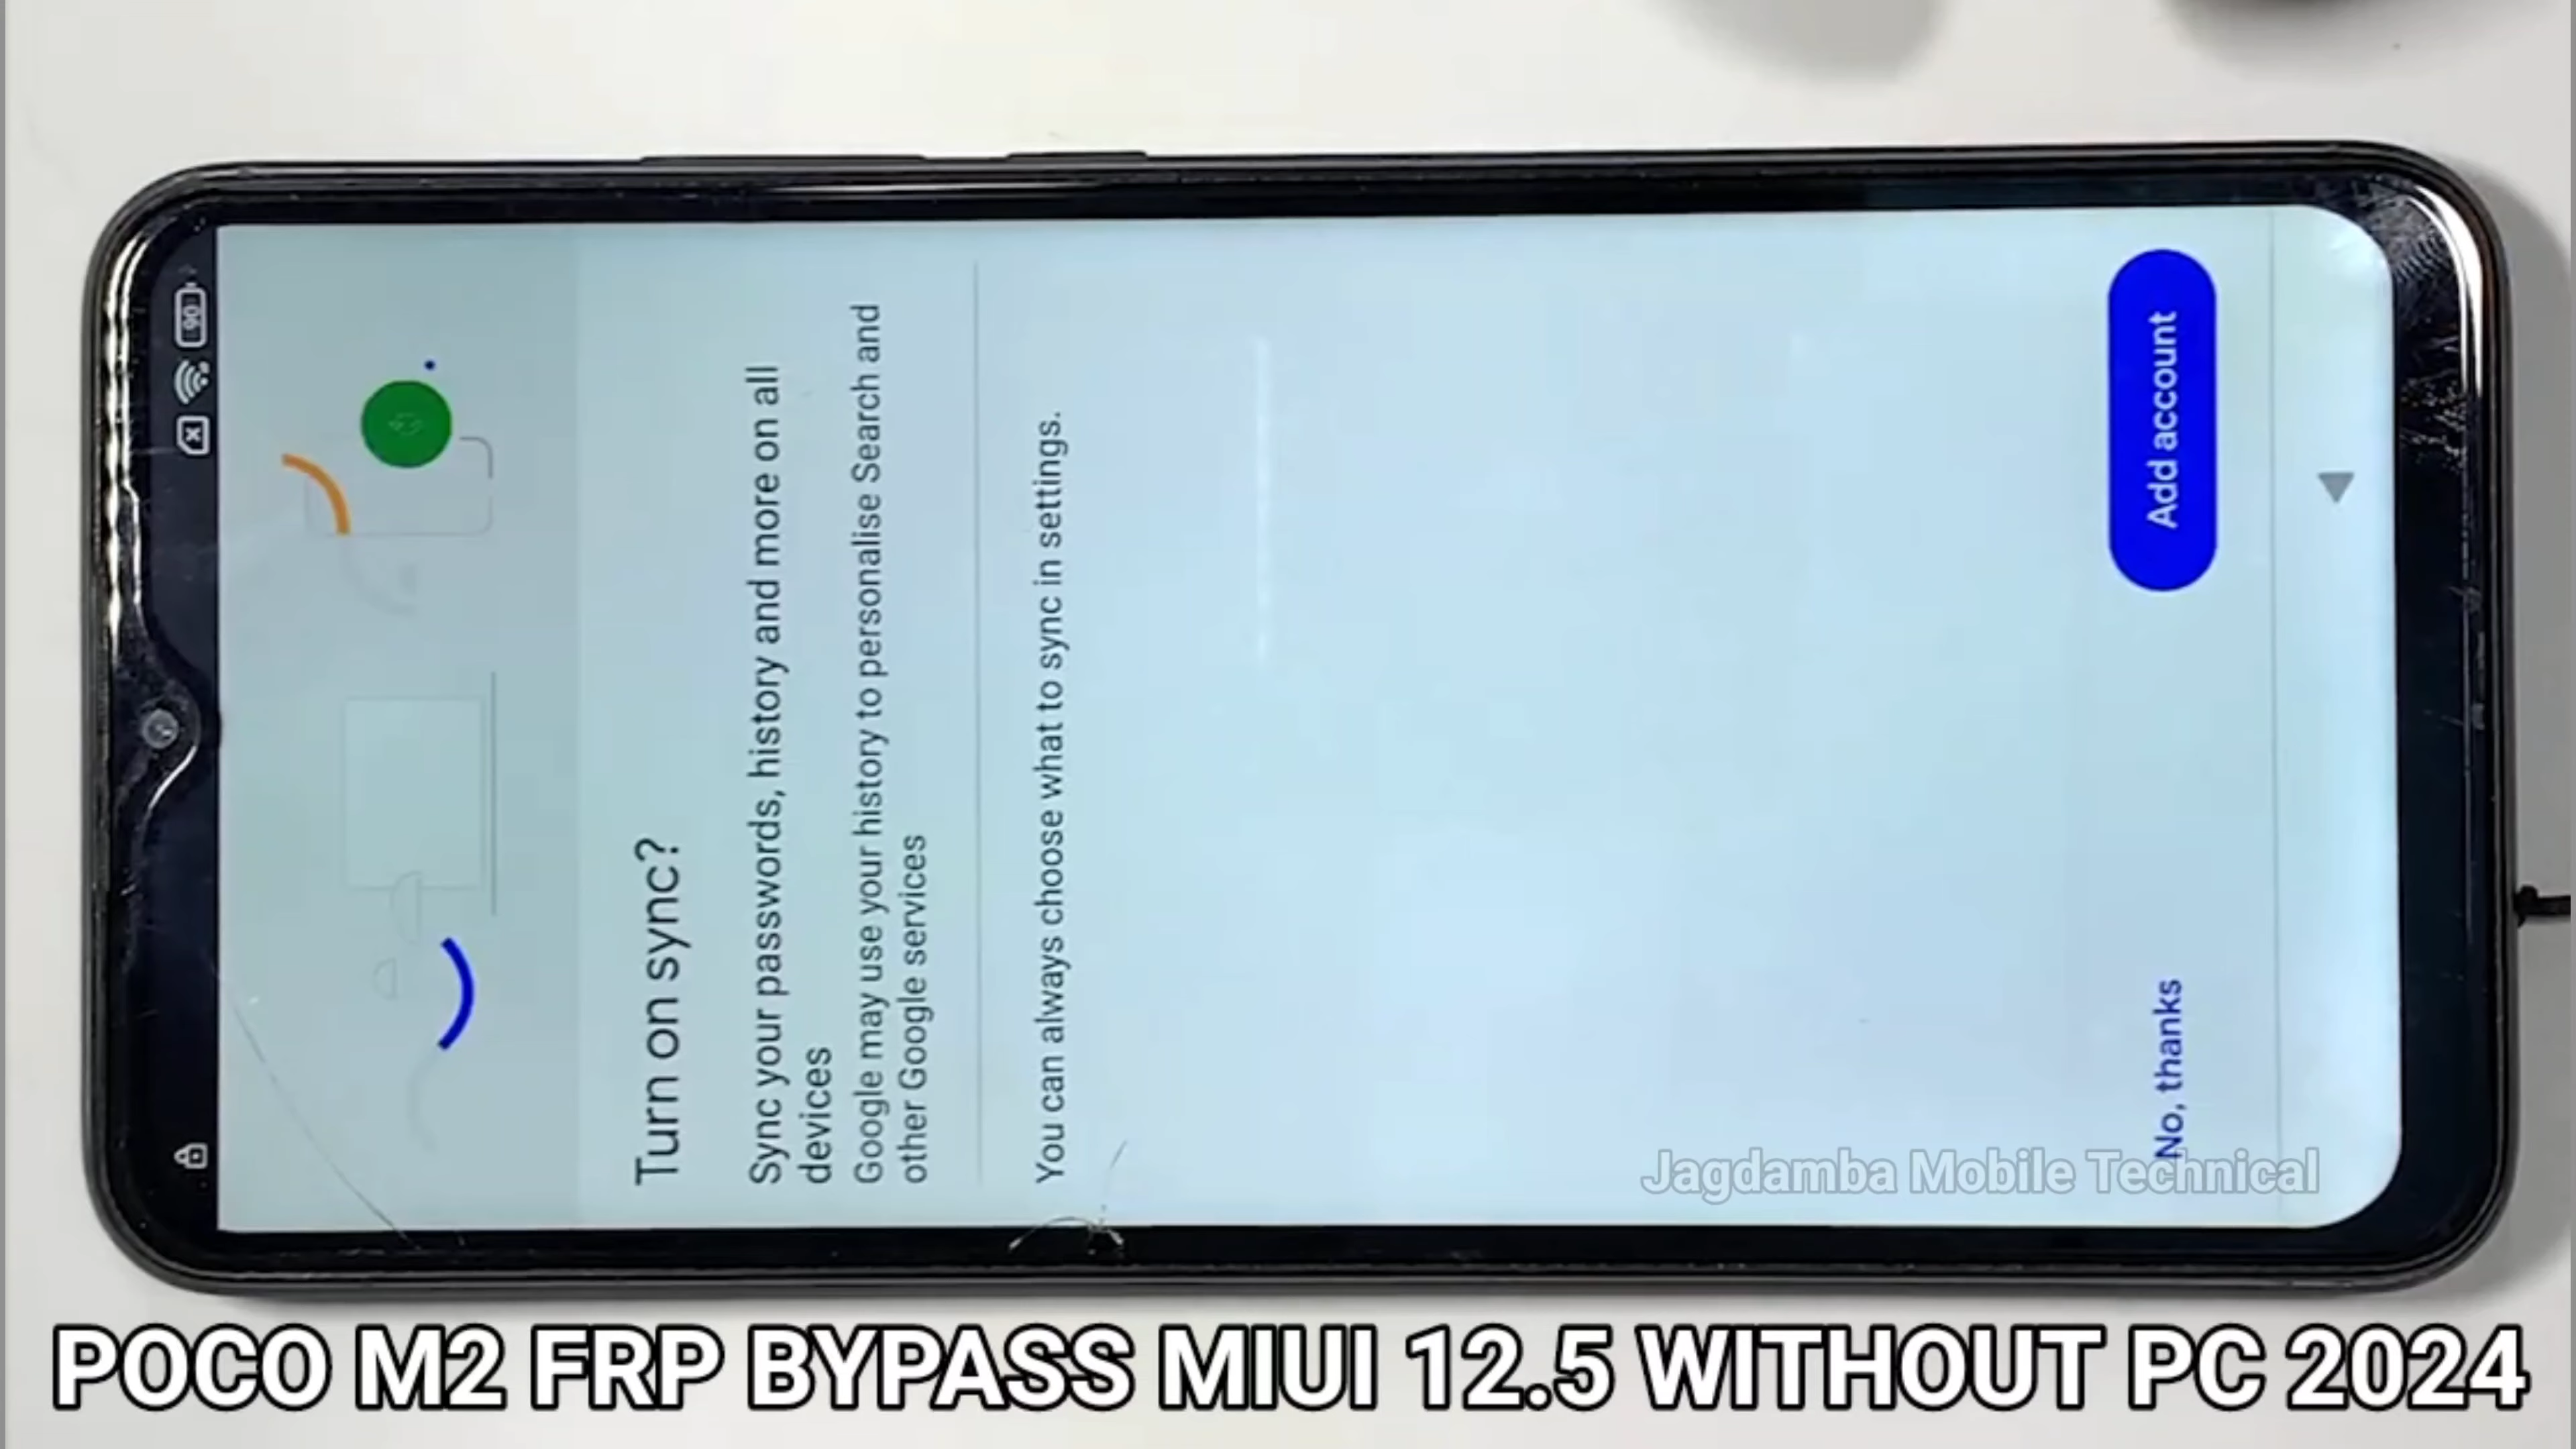 90
Turn on sync?
Sync your passwords, history and more on all
devices
Google may use your history to personalise Search and
other Google services
You can always choose what to sync in settings.
No, thanks
Add account
Jagdamba Mobile Technical
POCO M2 FRP BYPASS MIUI 12.5 WITHOUT PC 2024